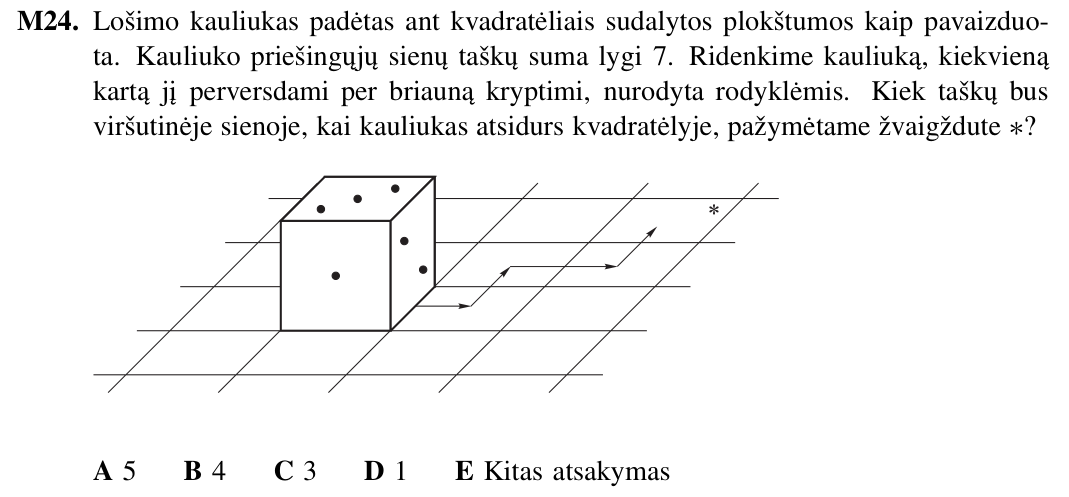 M24. Lošimo kauliukas padėtas ant kvadratėliais sudalytos plokštumos kaip pavaizduo-
ta. Kauliuko priešingųjų sienų taškų suma lygi 7. Ridenkime kauliuką, kiekvieną
kartą jį perversdami per briauną kryptimi, nurodyta rodyklėmis. Kiek taškų bus
viršutinėje sienoje, kai kauliukas atsidurs kvadratėlyje, pažymėtame žvaigždute ∗?
*
A 5 B 4 C 3 D 1 E Kitas atsakymas